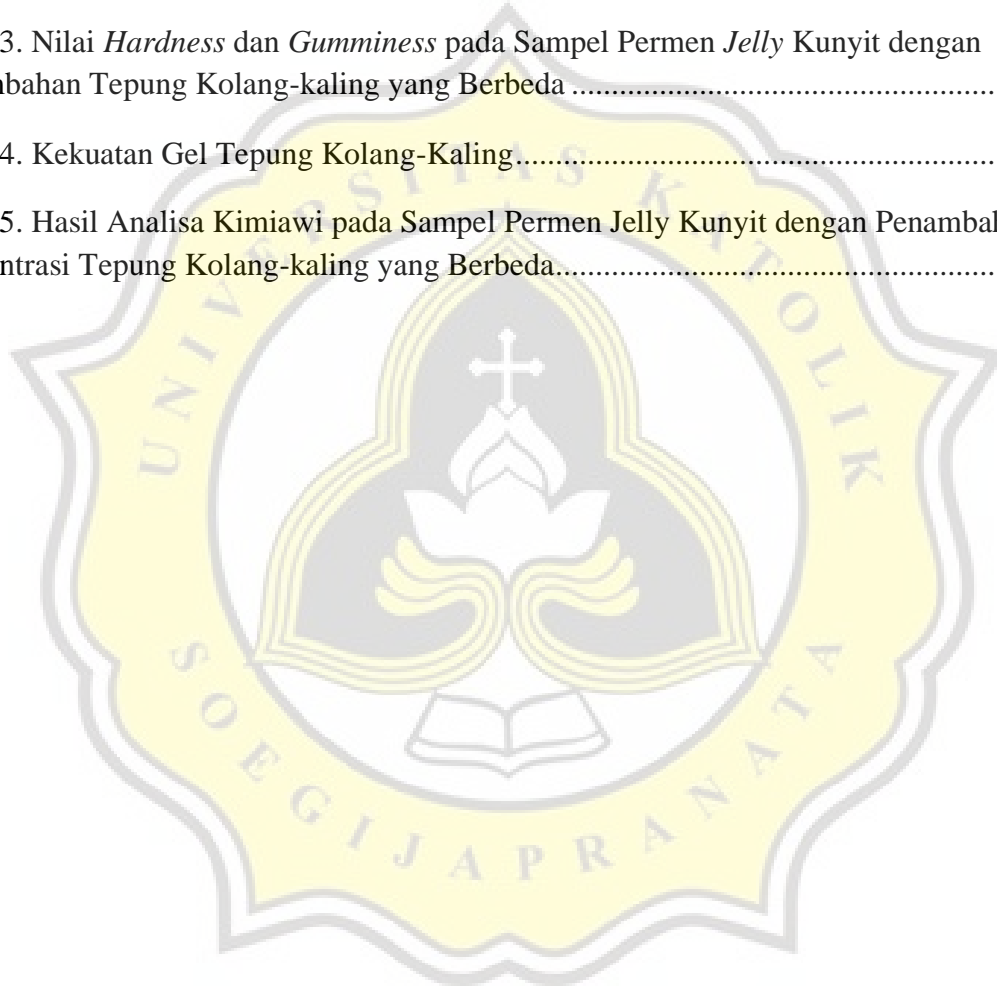 3. Nilai Hardness dan Gumminess pada Sampel Permen Jelly Kunyit dengan
bahan Tepung Kolang-kaling yang Berbeda ....................................................
4. Kekuatan Gel Tepung Kolang-Kaling............................................................
5. Hasil Analisa Kimiawi pada Sampel Permen Jelly Kunyit dengan Penambah
ntrasi Tepung Kolang-kaling yang Berbeda.......................................................
UNIVERSITAS KATOLIK
SOEGIJAPRANATA